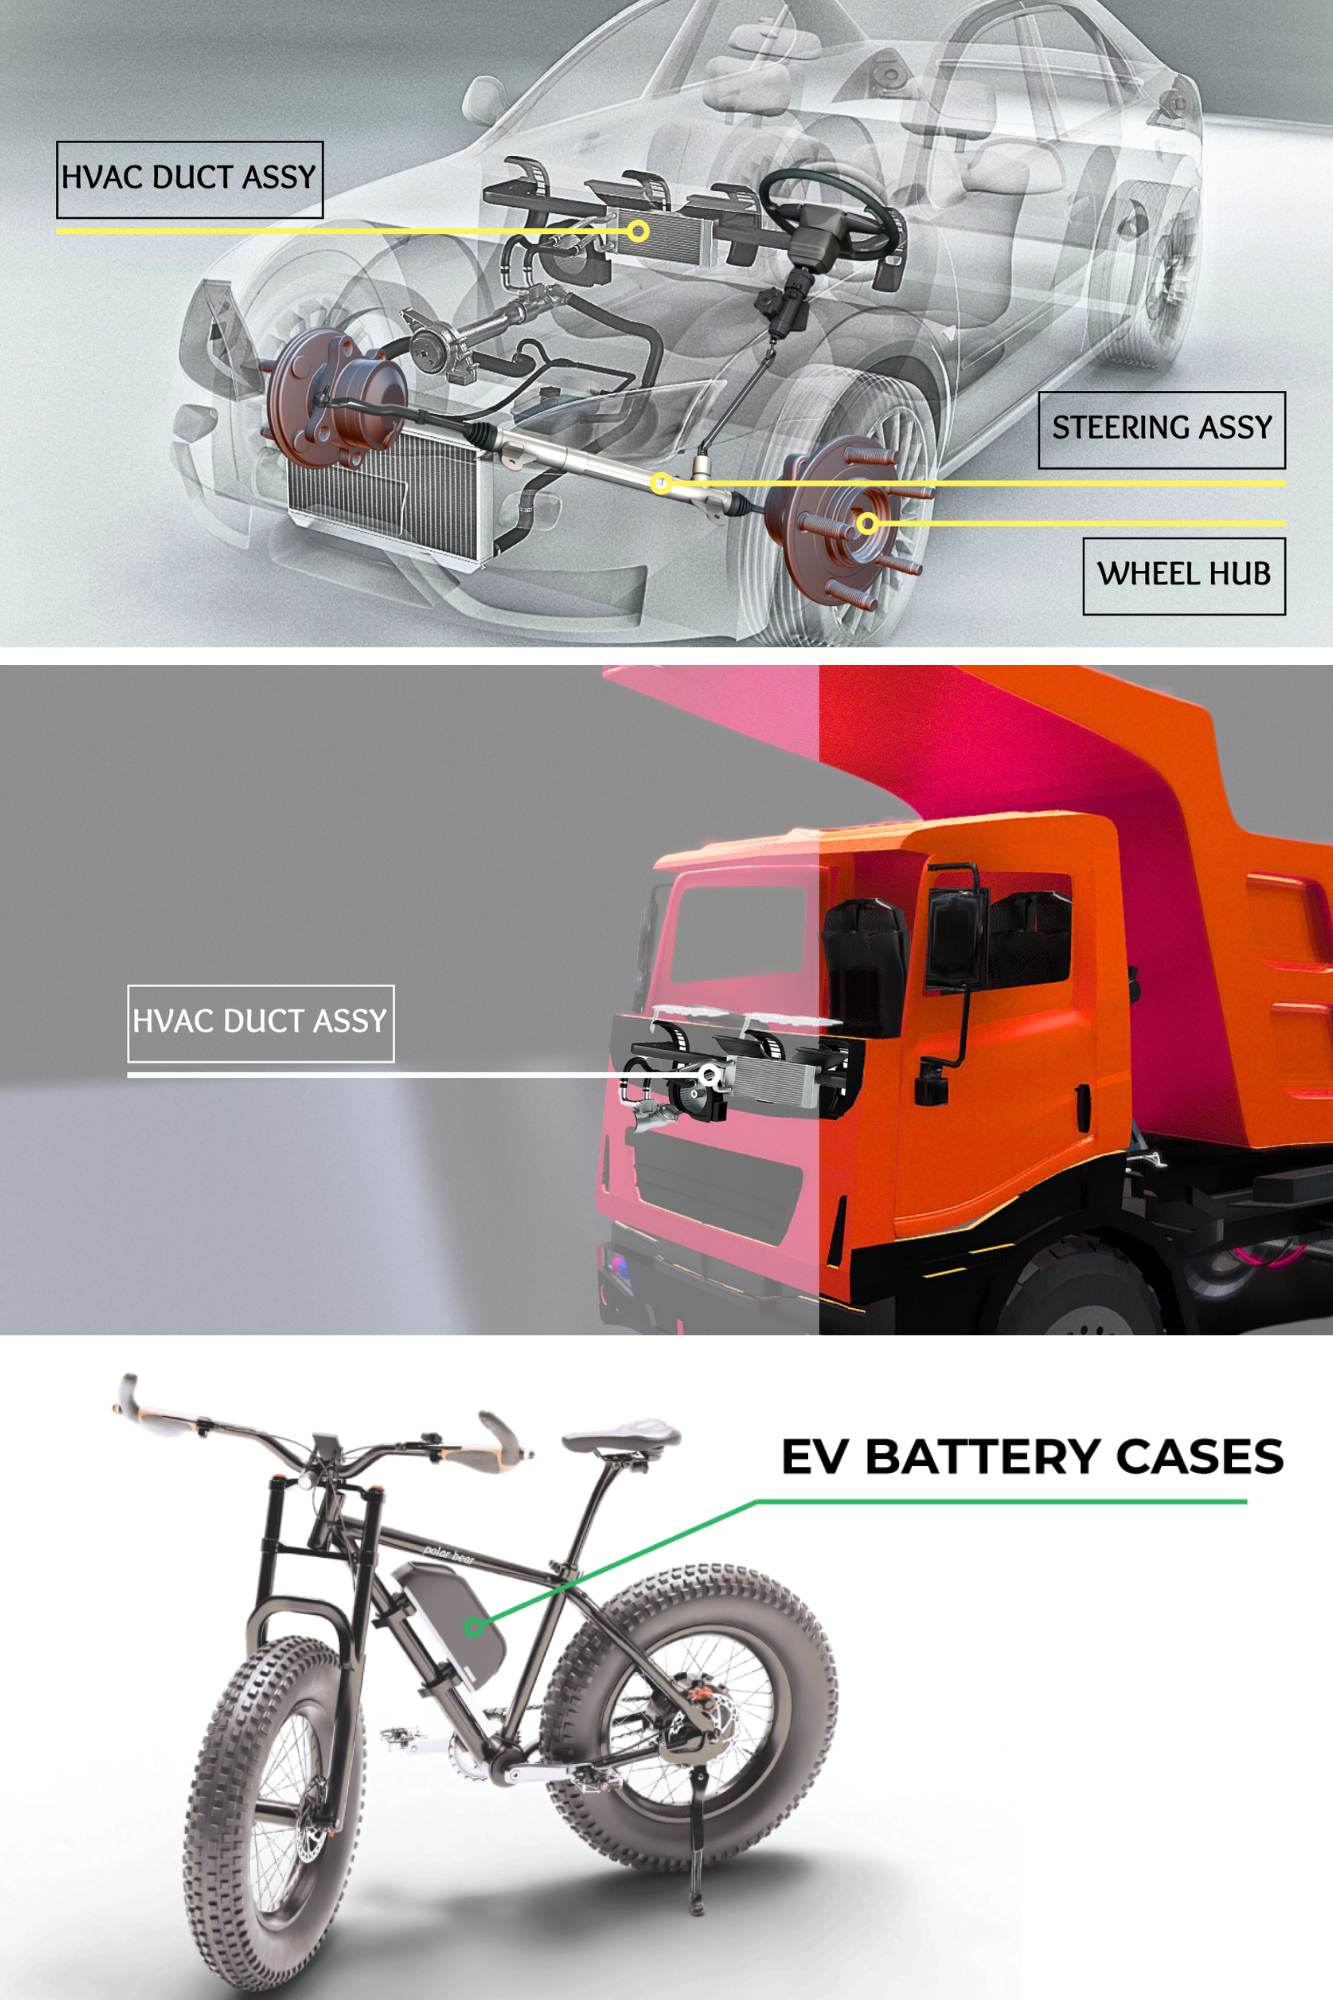 HVAC DUCT ASSY
STEERING ASSY
WHEEL HUB
HVAC DUCT ASSY
EV BATTERY CASES
polar bear